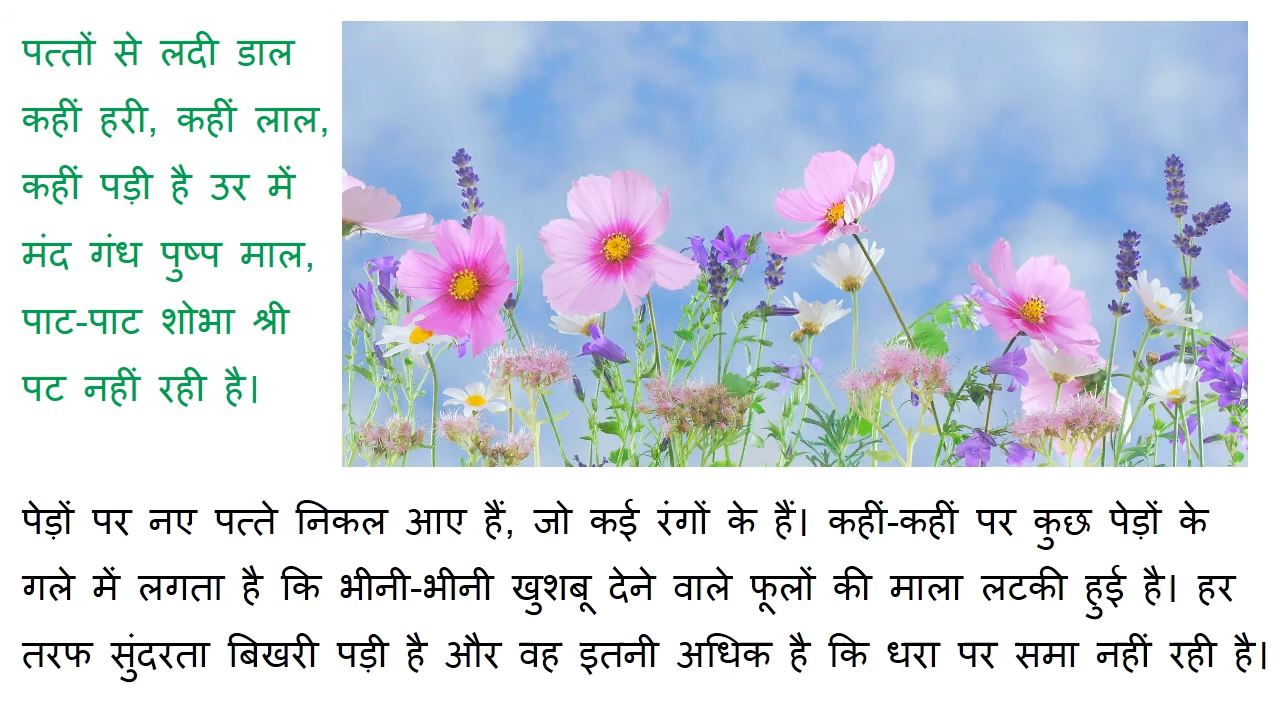 पत्तों से लदी डाल
कहीं हरी, कहीं लाल,
कहीं पड़ी है उर में
मंद गंध पुष्प माल,
पाट-पाट शोभा श्री
पट नहीं रही है।
पेड़ों पर नए पत्ते निकल आए हैं, जो कई रंगों के हैं। कहीं-कहीं पर कुछ पेड़ों के
गले में लगता है कि भीनी-भीनी खुशबू देने वाले फूलों की माला लटकी हुई है। हर
तरफ सुंदरता बिखरी पड़ी है और वह इतनी अधिक है कि धरा पर समा नहीं रही है।